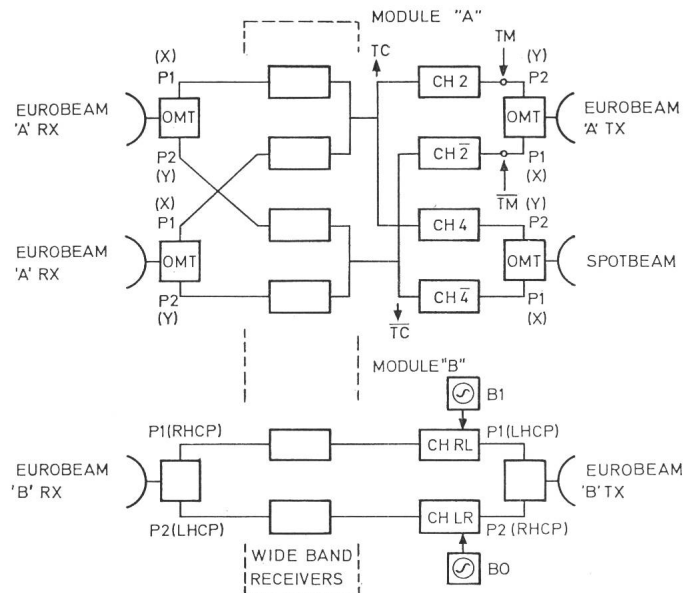 MODULE "A"
(X)
P1
TC
TM
(Y)
P2
CH 2
EUROBEAM
'A' RX
OMT
OMT
EUROBEAM
'A' TX
P2
(Y)
CH 2̅
P1
(X)
(X)
P1
T̅M̅
(Y)
P2
CH 4
EUROBEAM
'A' RX
OMT
OMT
SPOTBEAM
P2
(Y)
CH 4̅
P1
(X)
T̅C̅
MODULE "B"
B1
P1(RHCP)
CH RL
P1(LHCP)
EUROBEAM
'B' RX
EUROBEAM
'B' TX
P2(LHCP)
CH LR
P2 (RHCP)
WIDE BAND
RECEIVERS
B0